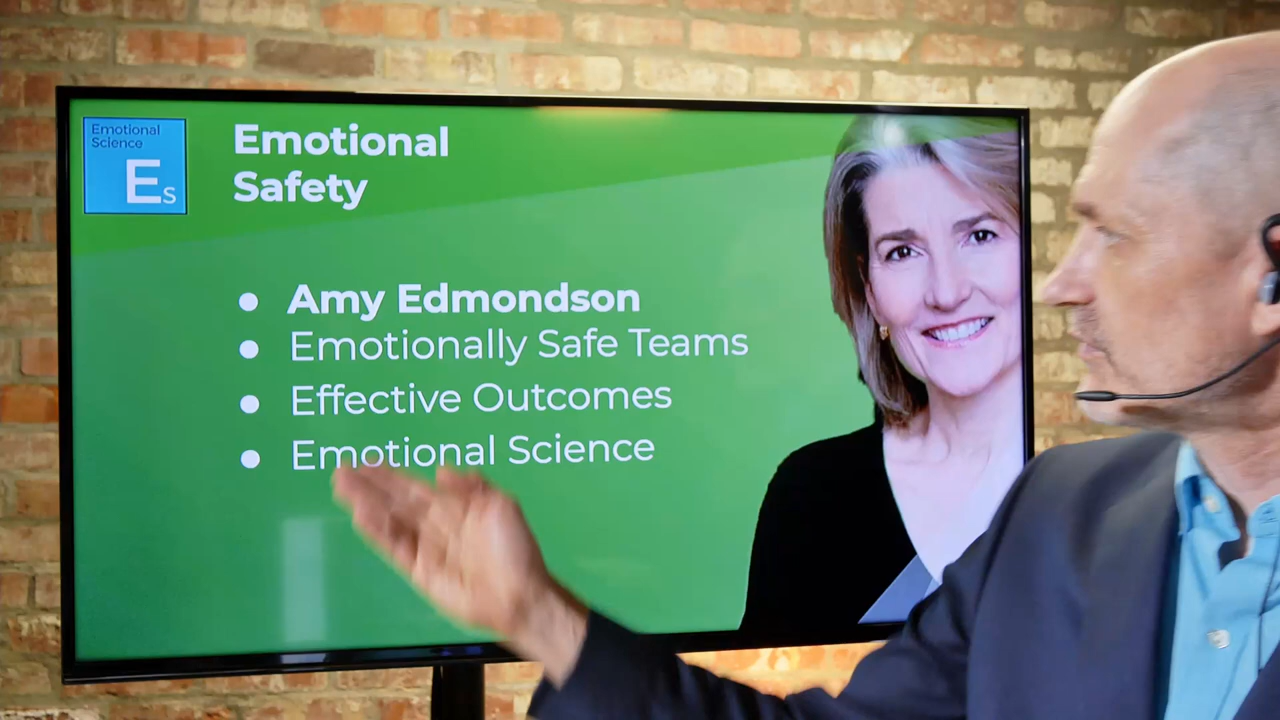 Emotional
Science
Es
Emotional
Safety
Amy Edmondson
Emotionally Safe Teams
Effective Outcomes
Emotional Science